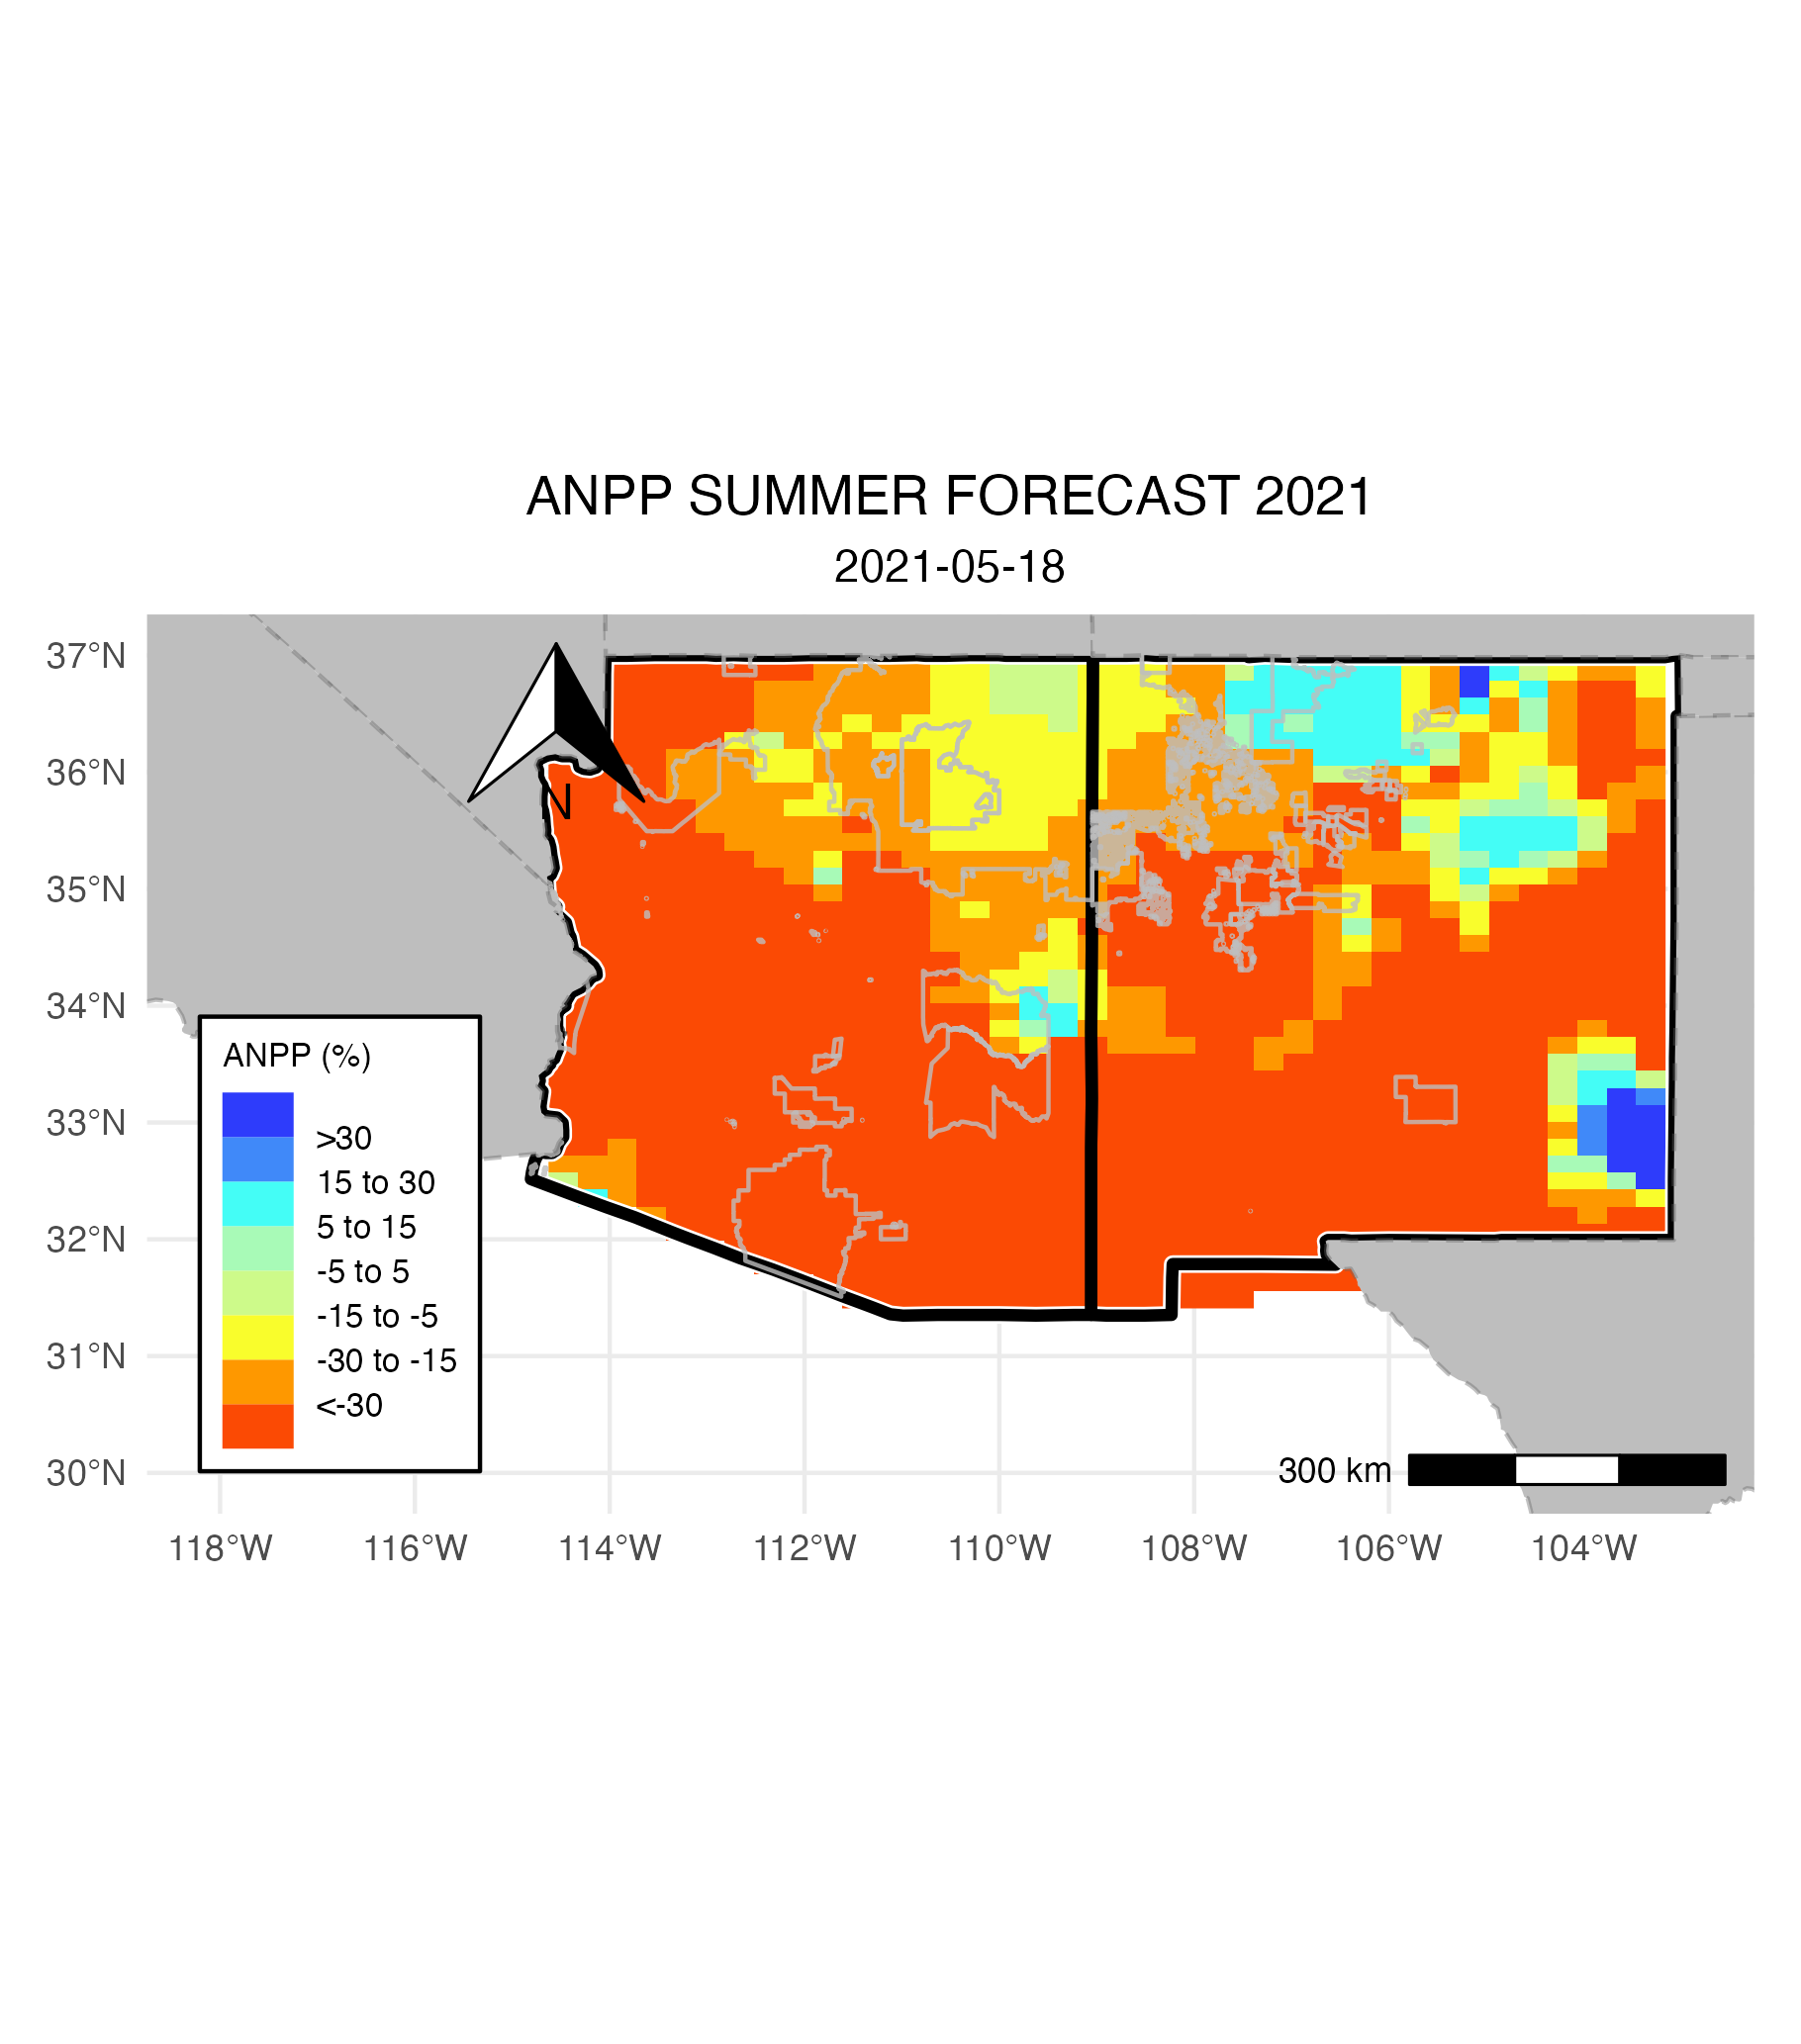 ANPP SUMMER FORECAST 2021
2021-05-18
37°N
36°N
35°N
34°N
33°N
32°N
31°N
30°N
N
ANPP (%)
>30
15 to 30
5 to 15
-5 to 5
-15 to -5
-30 to -15
<-30
300 km
118°W 116°W 114°W 112°W 110°W 108°W 106°W 104°W